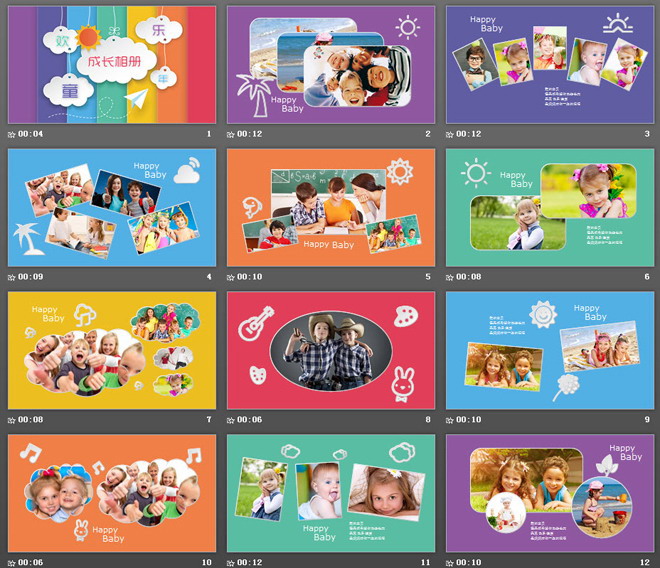 欢 乐
成长相册
童 年
00:04 1
Happy
Baby
00:12 2
Happy
Baby
00:12 3
Happy
Baby
00:09 4
Happy Baby
00:10 5
Happy
Baby
00:08 6
Happy
Baby
00:08 7
00:06 8
Happy
Baby
00:10 9
Happy
Baby
00:06 10
Happy
Baby
00:12 11
Happy
Baby
00:10 12